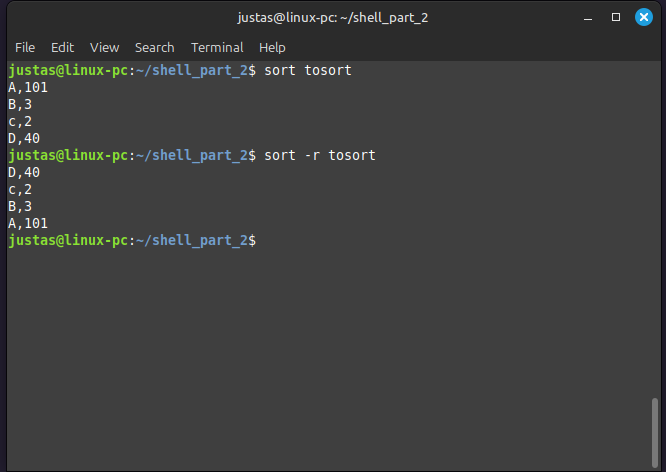 justas@linux-pc: ~/shell_part_2
File Edit View Search Terminal Help
justas@linux-pc:~/shell_part_2$ sort tosort
A,101
B,3
c,2
D,40
justas@linux-pc:~/shell_part_2$ sort -r tosort
D,40
c,2
B,3
A,101
justas@linux-pc:~/shell_part_2$